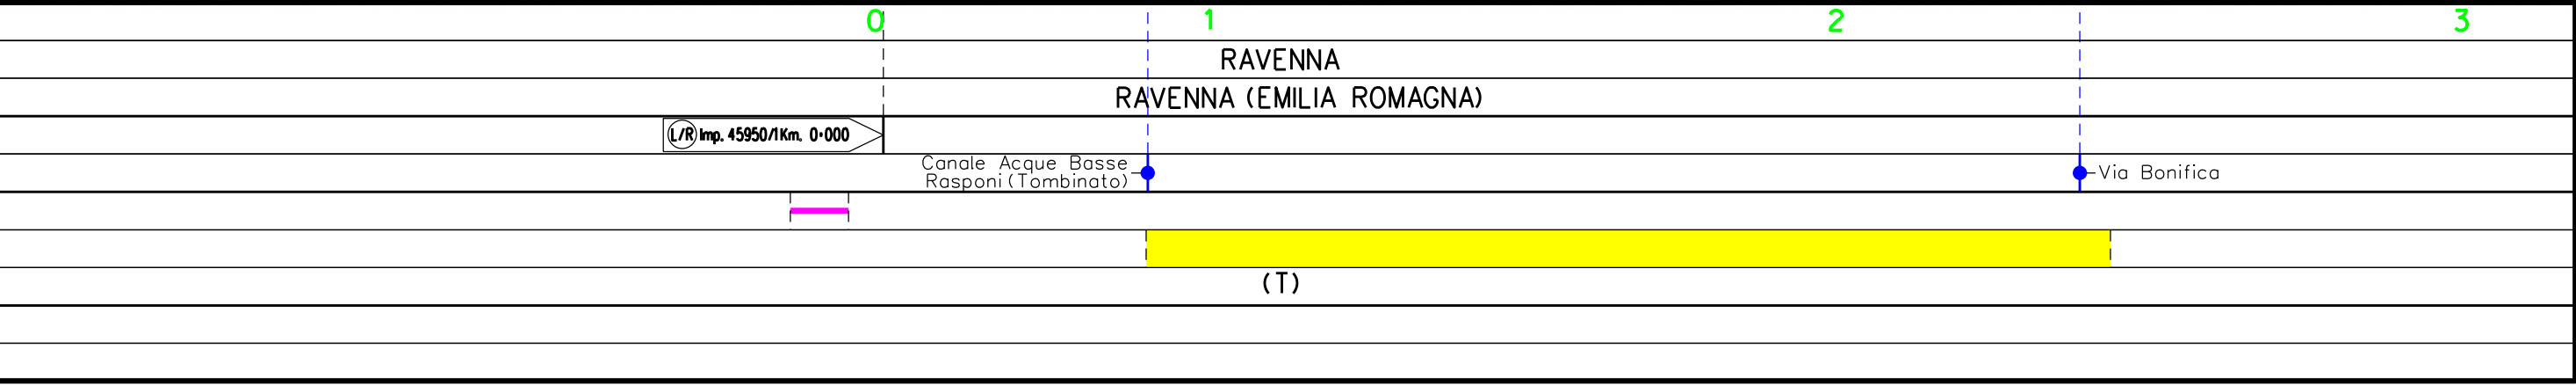 0 1 2 3
RAVENNA
RAVENNA (EMILIA ROMAGNA)
L/R Imp. 45950/1Km. 0+000
Canale Acque Basse
Rasponi (Tombinato)
Via Bonifica
(T)